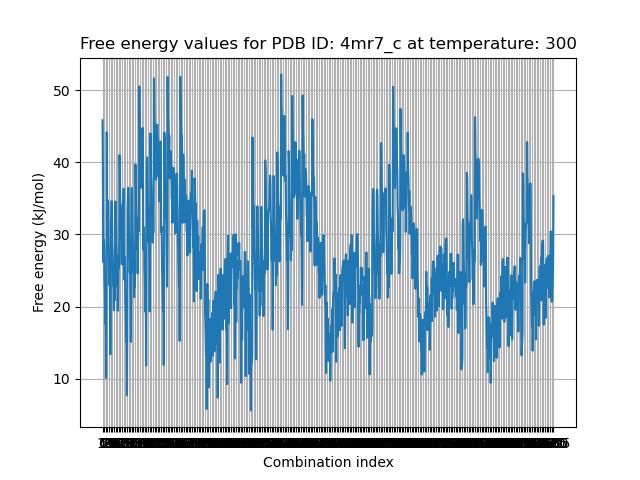 Free energy values for PDB ID: 4mr7_c at temperature: 300
Free energy (kJ/mol)
50
40
30
20
10
Combination index